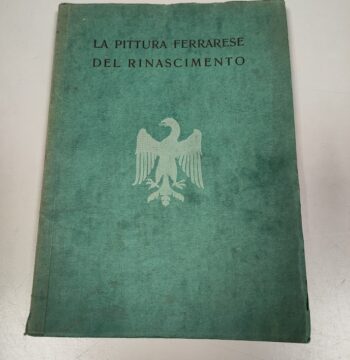 LA PITTURA FERRARESE
DEL RINASCIMENTO